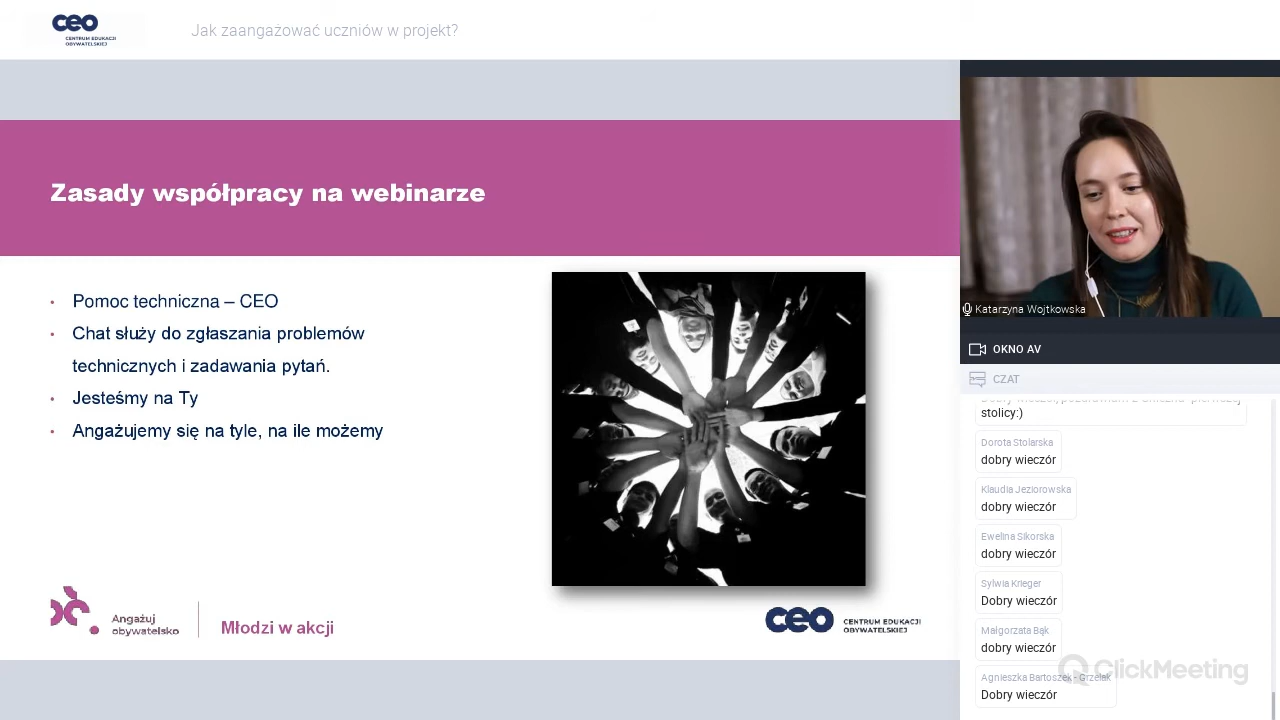 ceo
CENTRUM EDUKACJI
OBYWATELSKIEJ
Jak zaangażować uczniów w projekt?
Zasady współpracy na webinarze
• Pomoc techniczna – CEO
• Chat służy do zgłaszania problemów
technicznych i zadawania pytań.
• Jesteśmy na Ty
• Angażujemy się na tyle, na ile możemy
Angażuj
obywatelsko
Młodzi w akcji
ceo
CENTRUM EDUKACJI
OBYWATELSKIEJ
Katarzyna Wojtkowska
OKNO AV
CZAT
stolicy:)
Dorota Stolarska
dobry wieczór
Klaudia Jeziorowska
dobry wieczór
Ewelina Sikorska
dobry wieczór
Sylwia Krieger
Dobry wieczór
Małgorzata Bąk
dobry wieczór
Agnieszka Bartoszek - Grzelak
Dobry wieczór
ClickMeeting